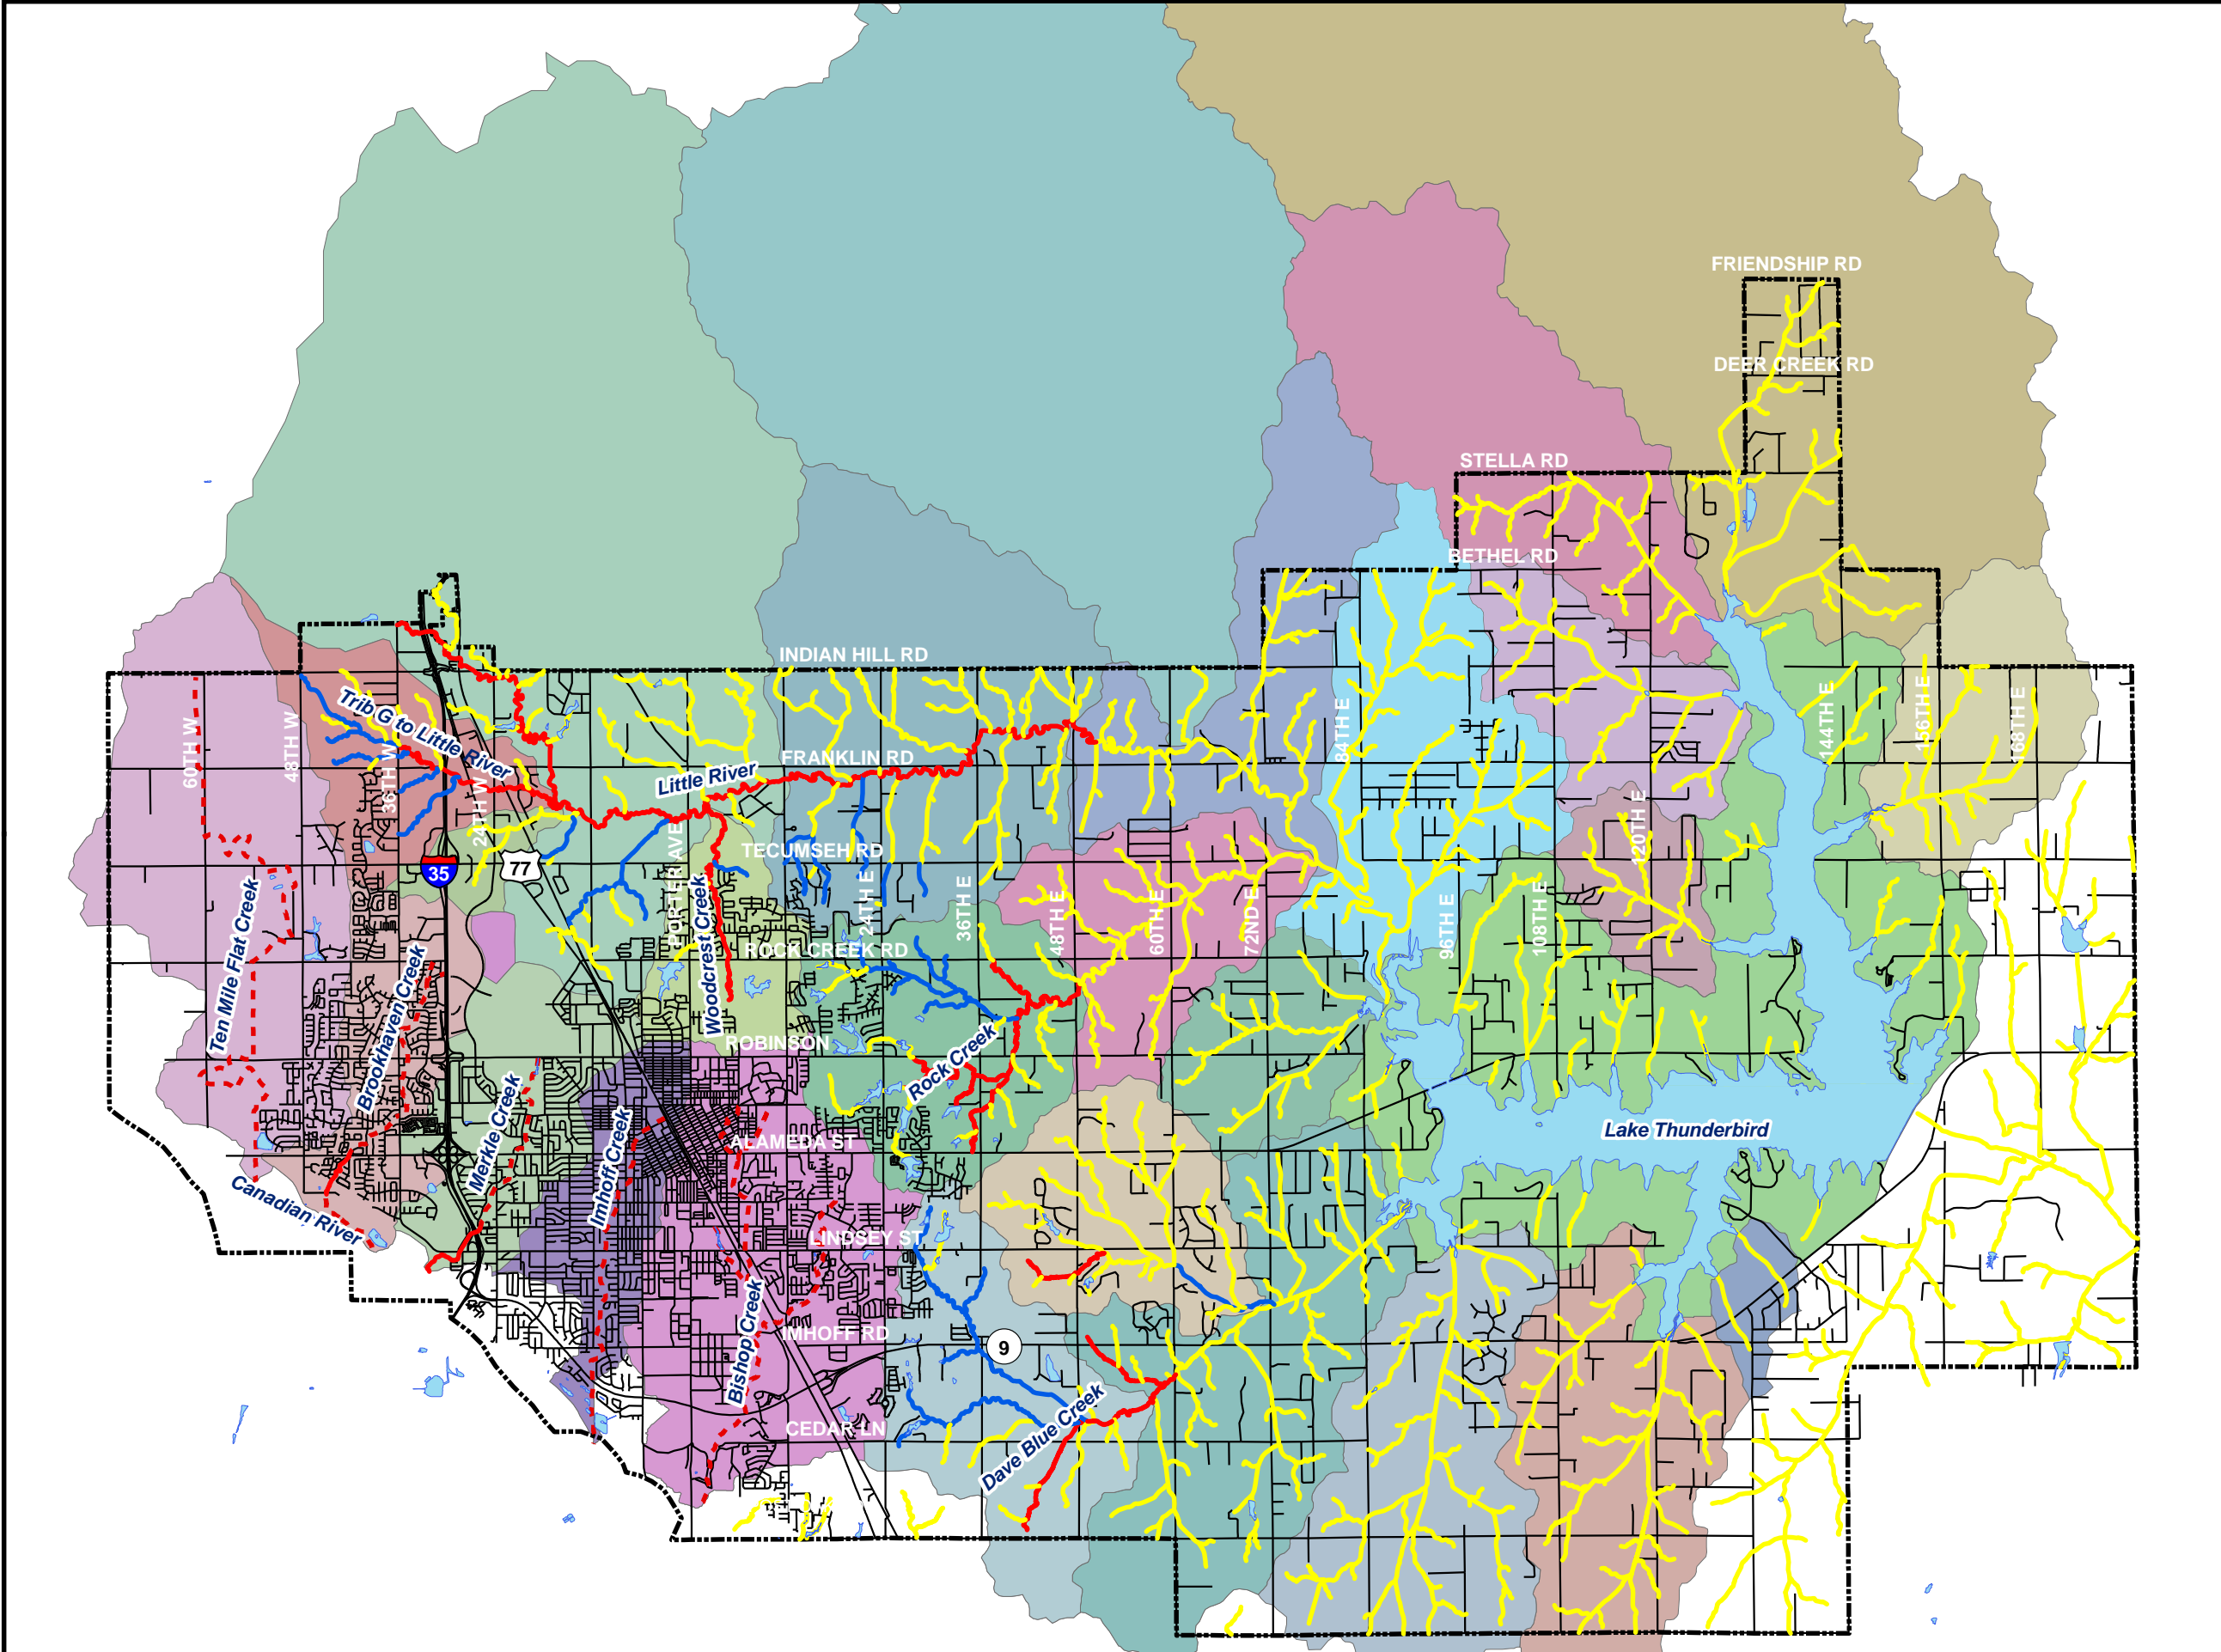 FRIENDSHIP RD
DEER CREEK RD
STELLA RD
BETHEL RD
INDIAN HILL RD
FRANKLIN RD
TECUMSEH RD
ROCK CREEK RD
ROBINSON
ALAMEDA ST
LINDSEY ST
IMHOFF RD
CEDAR LN
60TH W
48TH W
36TH W
24TH W
PORTER AVE
24TH E
36TH E
48TH E
60TH E
72ND E
84TH E
96TH E
108TH E
120TH E
144TH E
156TH E
168TH E
35
77
9
Trib G to Little River
Little River
Ten Mile Flat Creek
Brookhaven Creek
Merkle Creek
Imhoff Creek
Bishop Creek
Woodcrest Creek
Rock Creek
Dave Blue Creek
Canadian River
Lake Thunderbird